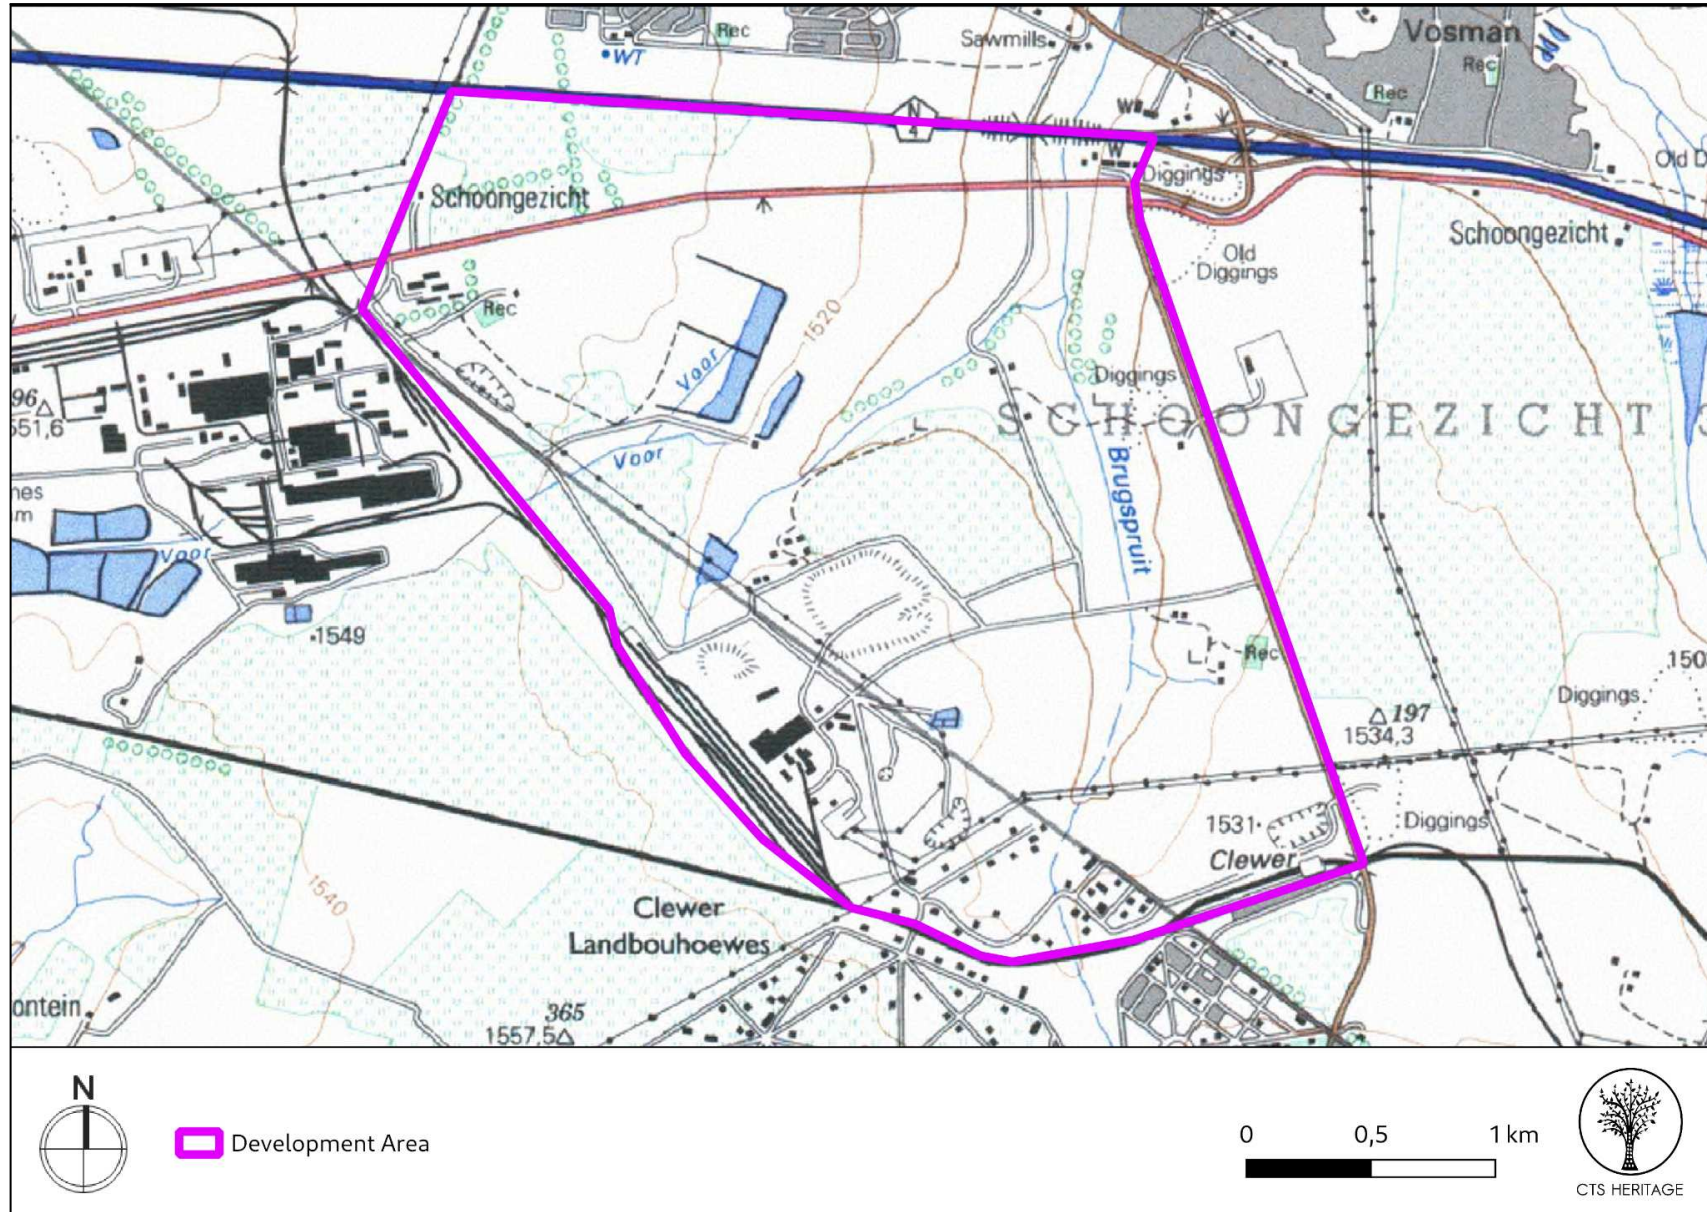 Rec
Sawmills
Vosman
WT
Rec
Rec
N
4
W
W
Old D
Diggings
Schoongezicht
Schoongezicht
Old
Diggings
Rec
1520
Voor
Diggings
96
551,6
SCHOONGEZICHT
Voor
Brugspruit
nes
m
Voor
1549
Rec
150
Diggings
197
1534,3
1531
Diggings
Clewer
1540
Clewer
Landbouhoewes
ontein
365
1557,5
N
Development Area
0 0,5 1 km
CTS HERITAGE